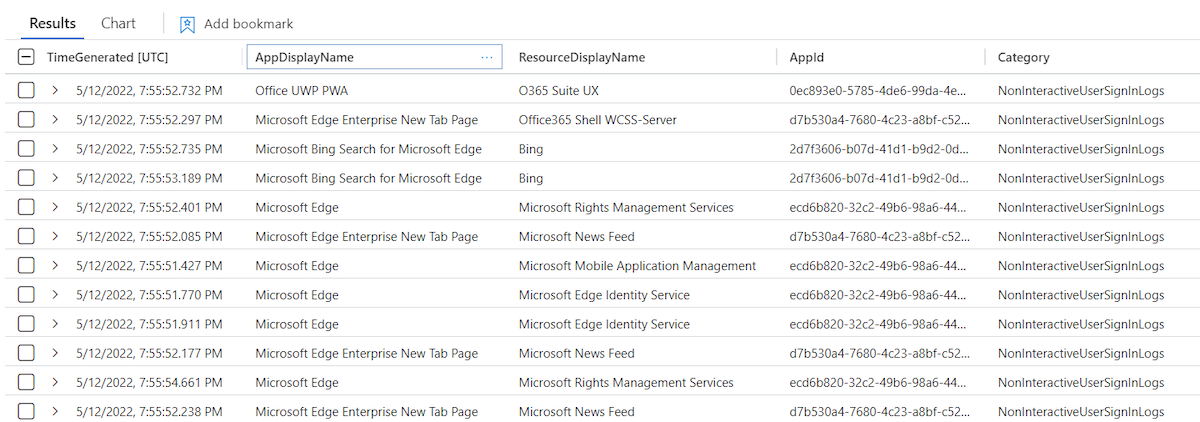 Results Chart Add bookmark
TimeGenerated [UTC] AppDisplayName ... ResourceDisplayName AppId Category
5/12/2022, 7:55:52.732 PM Office UWP PWA O365 Suite UX 0ec893e0-5785-4de6-99da-4e... NonInteractiveUserSignInLogs
5/12/2022, 7:55:52.297 PM Microsoft Edge Enterprise New Tab Page Office365 Shell WCSS-Server d7b530a4-7680-4c23-a8bf-c52... NonInteractiveUserSignInLogs
5/12/2022, 7:55:52.735 PM Microsoft Bing Search for Microsoft Edge Bing 2d7f3606-b07d-41d1-b9d2-0d... NonInteractiveUserSignInLogs
5/12/2022, 7:55:53.189 PM Microsoft Bing Search for Microsoft Edge Bing 2d7f3606-b07d-41d1-b9d2-0d... NonInteractiveUserSignInLogs
5/12/2022, 7:55:52.401 PM Microsoft Edge Microsoft Rights Management Services ecd6b820-32c2-49b6-98a6-44... NonInteractiveUserSignInLogs
5/12/2022, 7:55:52.085 PM Microsoft Edge Enterprise New Tab Page Microsoft News Feed d7b530a4-7680-4c23-a8bf-c52... NonInteractiveUserSignInLogs
5/12/2022, 7:55:51.427 PM Microsoft Edge Microsoft Mobile Application Management ecd6b820-32c2-49b6-98a6-44... NonInteractiveUserSignInLogs
5/12/2022, 7:55:51.770 PM Microsoft Edge Microsoft Edge Identity Service ecd6b820-32c2-49b6-98a6-44... NonInteractiveUserSignInLogs
5/12/2022, 7:55:51.911 PM Microsoft Edge Microsoft Edge Identity Service ecd6b820-32c2-49b6-98a6-44... NonInteractiveUserSignInLogs
5/12/2022, 7:55:52.177 PM Microsoft Edge Enterprise New Tab Page Microsoft News Feed d7b530a4-7680-4c23-a8bf-c52... NonInteractiveUserSignInLogs
5/12/2022, 7:55:54.661 PM Microsoft Edge Microsoft Rights Management Services ecd6b820-32c2-49b6-98a6-44... NonInteractiveUserSignInLogs
5/12/2022, 7:55:52.238 PM Microsoft Edge Enterprise New Tab Page Microsoft News Feed d7b530a4-7680-4c23-a8bf-c52... NonInteractiveUserSignInLogs